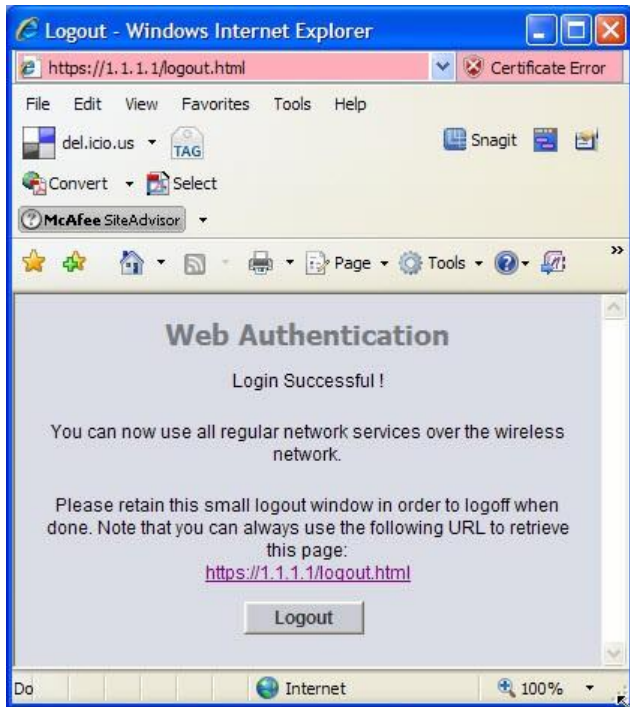 Logout - Windows Internet Explorer
https://1.1.1.1/logout.html
Certificate Error
File Edit View Favorites Tools Help
del.icio.us TAG Snagit
Convert Select
McAfee SiteAdvisor
Page Tools
Web Authentication
Login Successful !
You can now use all regular network services over the wireless
network.
Please retain this small logout window in order to logoff when
done. Note that you can always use the following URL to retrieve
this page:
https://1.1.1.1/logout.html
Logout
Do Internet 100%